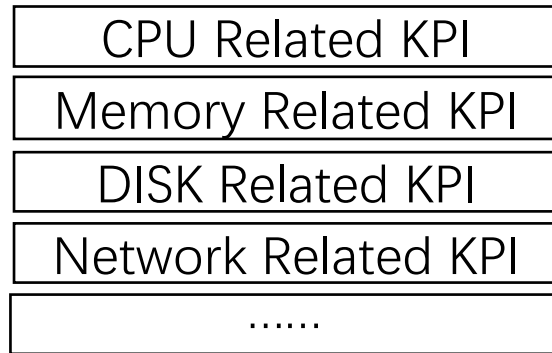 CPU Related KPI
Memory Related KPI
DISK Related KPI
Network Related KPI
……